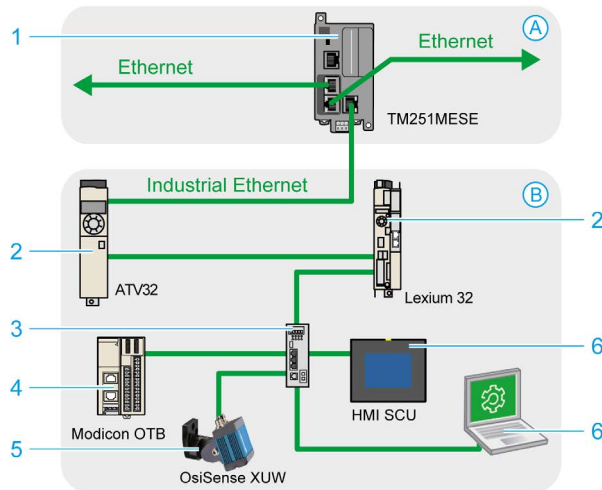 1
A
Ethernet
Ethernet
TM251MESE
Industrial Ethernet
B
2
2
ATV32
Lexium 32
3
6
4
HMI SCU
Modicon OTB
6
5
OsiSense XUW